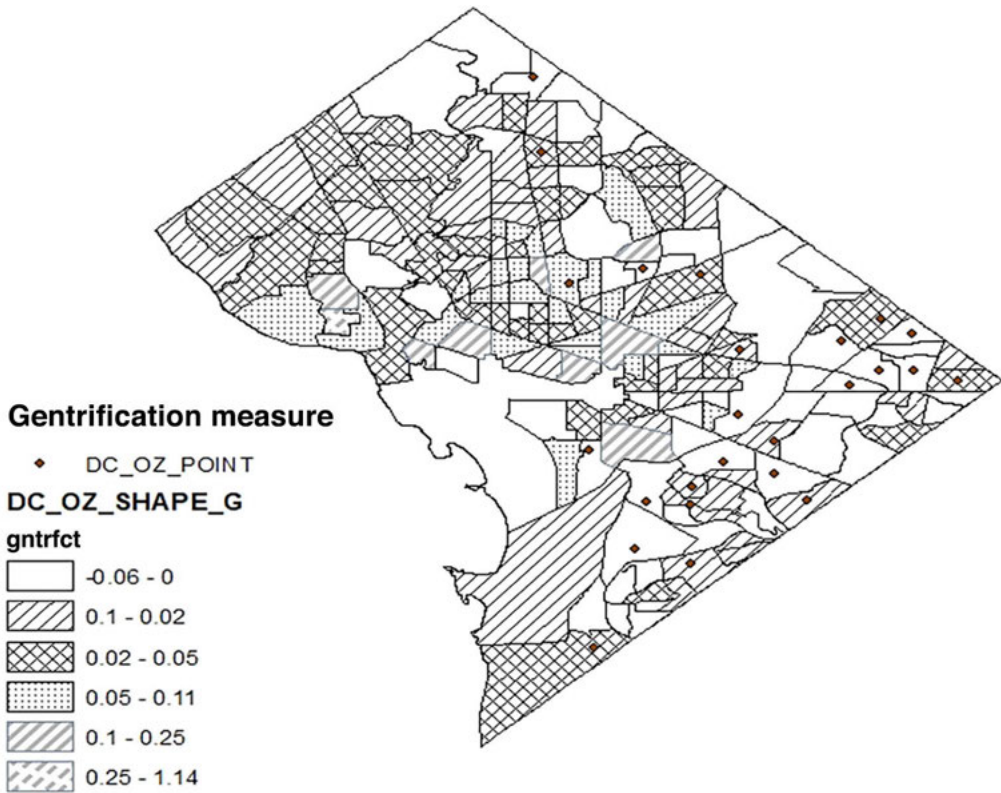 Gentrification measure
DC_OZ_POINT
DC_OZ_SHAPE_G
gntrfct
-0.06 - 0
0.1 - 0.02
0.02 - 0.05
0.05 - 0.11
0.1 - 0.25
0.25 - 1.14